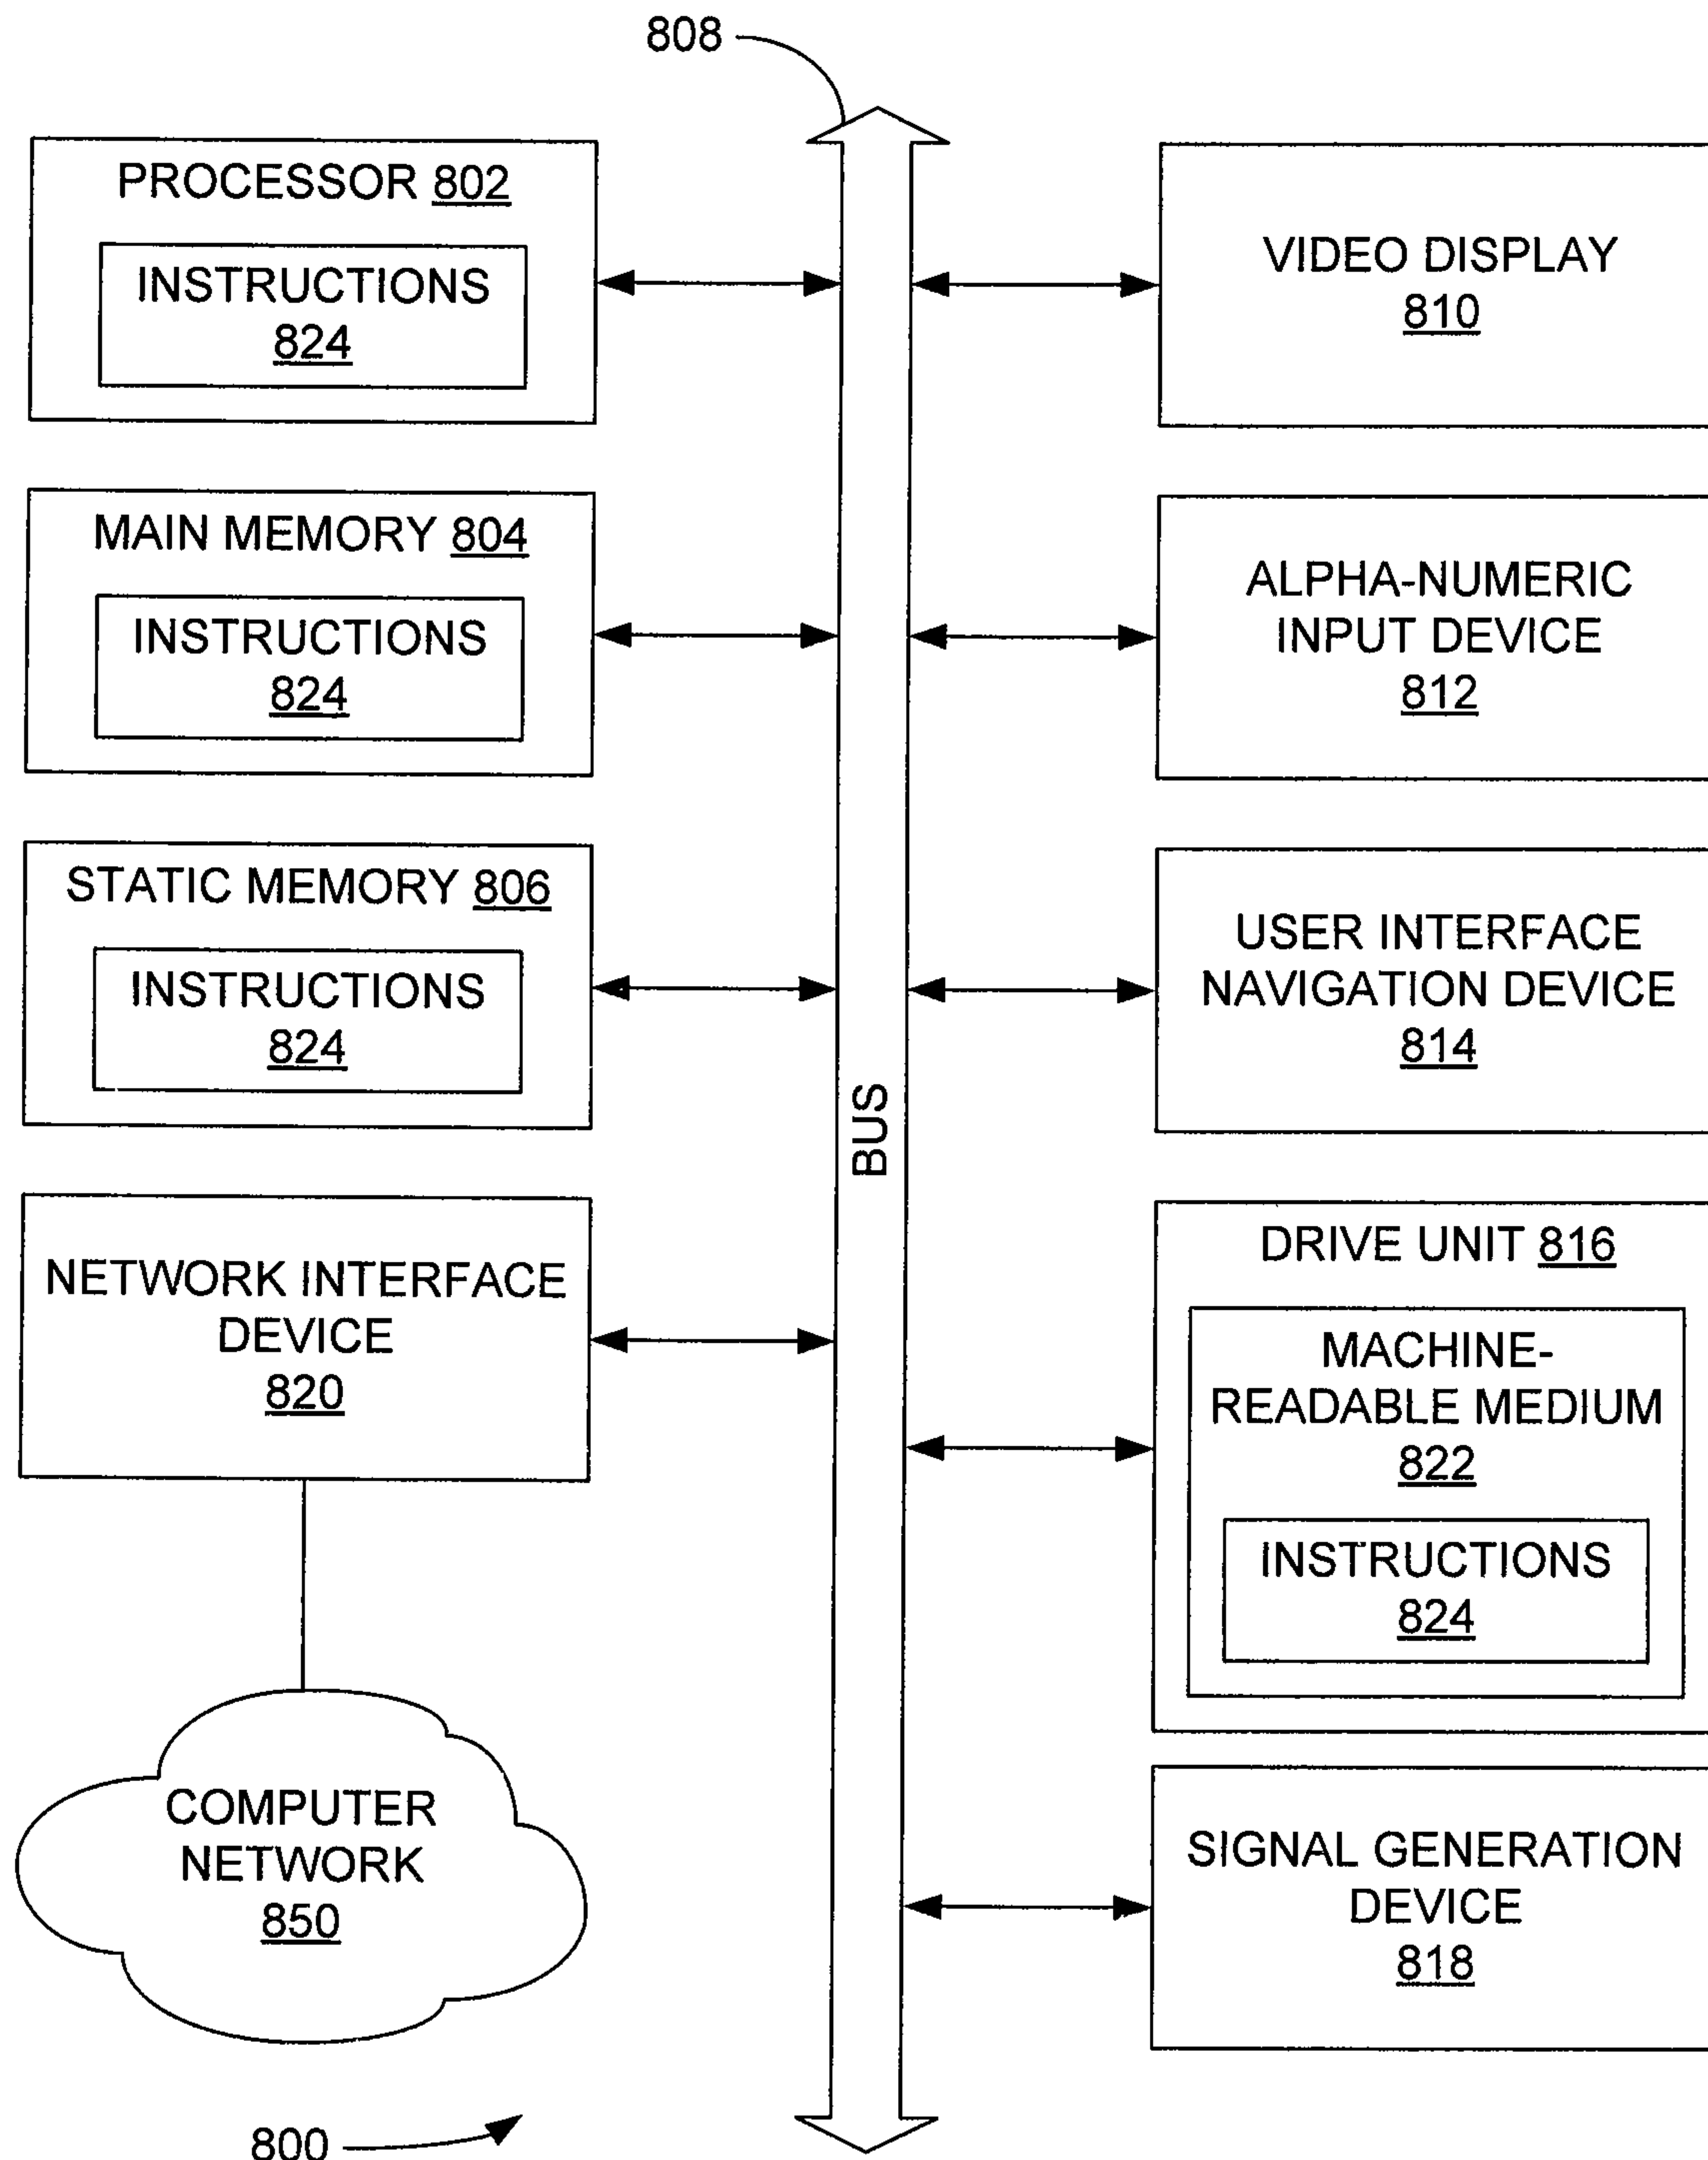 808
PROCESSOR 802
INSTRUCTIONS
824
MAIN MEMORY 804
INSTRUCTIONS
824
STATIC MEMORY 806
INSTRUCTIONS
824
NETWORK INTERFACE
DEVICE
820
COMPUTER
NETWORK
850
800
BUS
VIDEO DISPLAY
810
ALPHA-NUMERIC
INPUT DEVICE
812
USER INTERFACE
NAVIGATION DEVICE
814
DRIVE UNIT 816
MACHINE-
READABLE MEDIUM
822
INSTRUCTIONS
824
SIGNAL GENERATION
DEVICE
818